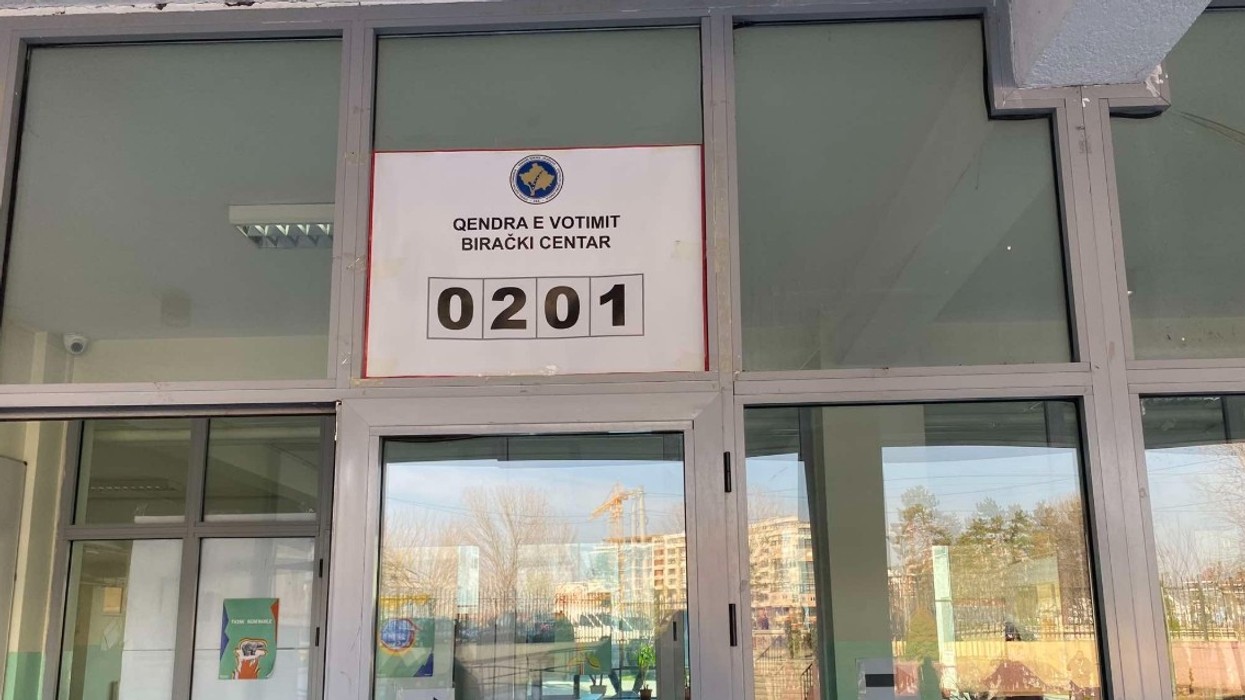 QENDRA E VOTIMIT
BIRAČKI CENTAR
0201